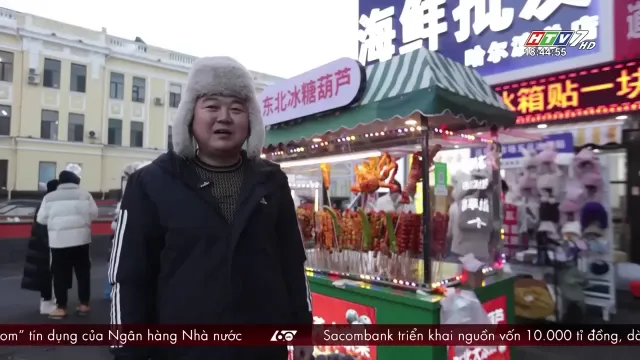 海鲜批发
哈尔滨
HTV7 HD
18:44:55
东北冰糖葫芦
冰箱贴一块
om" tín dụng của Ngân hàng Nhà nước
60
Sacombank triển khai nguồn vốn 10.000 tỉ đồng, dà